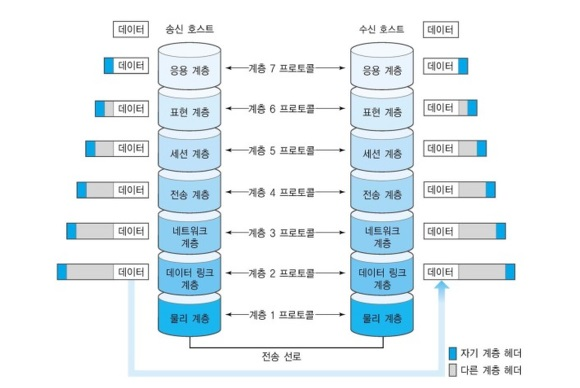 데이터 송신 호스트 수신 호스트 데이터
데이터 응용 계층 계층 7 프로토콜 응용 계층 데이터
데이터 표현 계층 계층 6 프로토콜 표현 계층 데이터
데이터 세션 계층 계층 5 프로토콜 세션 계층 데이터
데이터 전송 계층 계층 4 프로토콜 전송 계층 데이터
데이터 네트워크 계층 계층 3 프로토콜 네트워크 계층 데이터
데이터 데이터 링크 계층 계층 2 프로토콜 데이터 링크 계층 데이터
물리 계층 계층 1 프로토콜 물리 계층
전송 선로
자기 계층 헤더
다른 계층 헤더